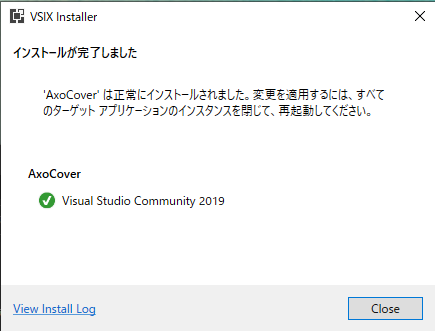 VSIX Installer
インストールが完了しました
'AxoCover' は正常にインストールされました。変更を適用するには、すべて
のターゲット アプリケーションのインスタンスを閉じて、再起動してください。
AxoCover
Visual Studio Community 2019
View Install Log
Close